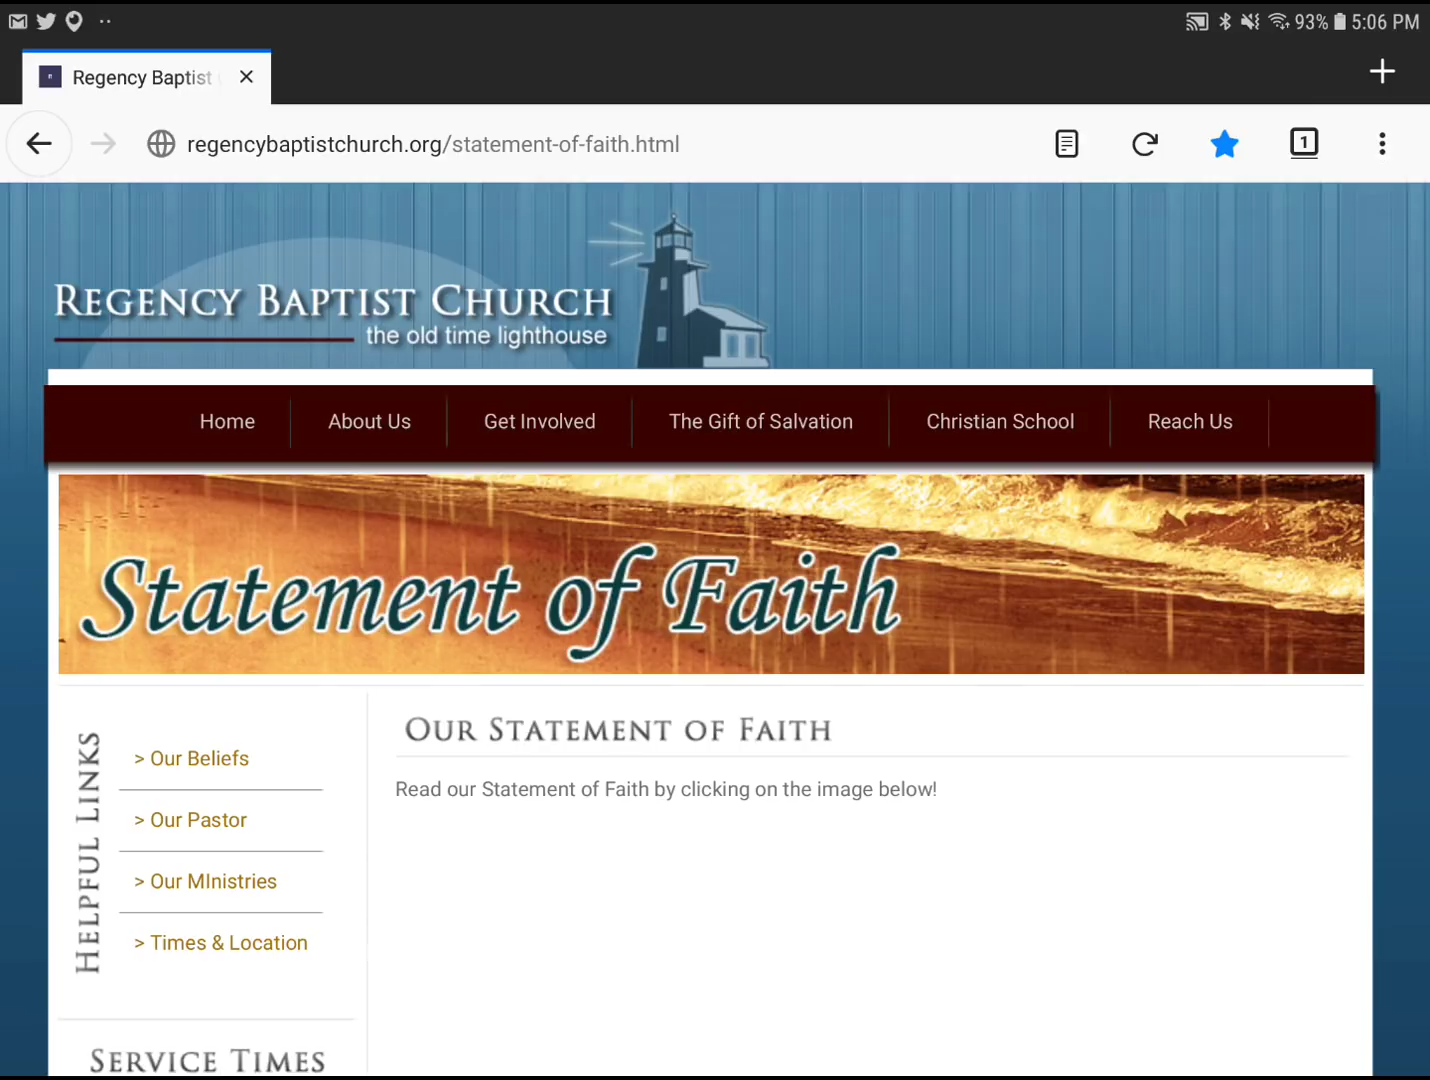 93% 5:06 PM
Regency Baptist
regencybaptistchurch.org/statement-of-faith.html
1
REGENCY BAPTIST CHURCH
the old time lighthouse
Home About Us Get Involved The Gift of Salvation Christian School Reach Us
Statement of Faith
HELPFUL LINKS
> Our Beliefs
> Our Pastor
> Our MInistries
> Times & Location
SERVICE TIMES
OUR STATEMENT OF FAITH
Read our Statement of Faith by clicking on the image below!